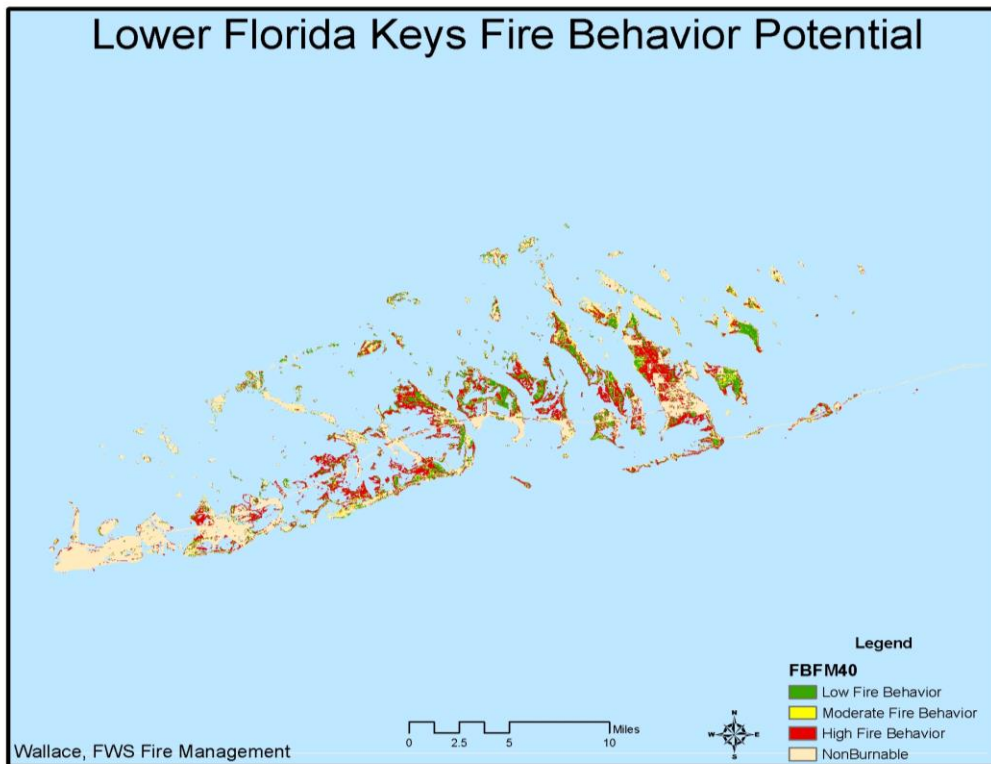 Lower Florida Keys Fire Behavior Potential
Legend
FBFM40
Low Fire Behavior
Moderate Fire Behavior
High Fire Behavior
NonBurnable
Miles
0 2.5 5 10
N
W E
S
Wallace, FWS Fire Management